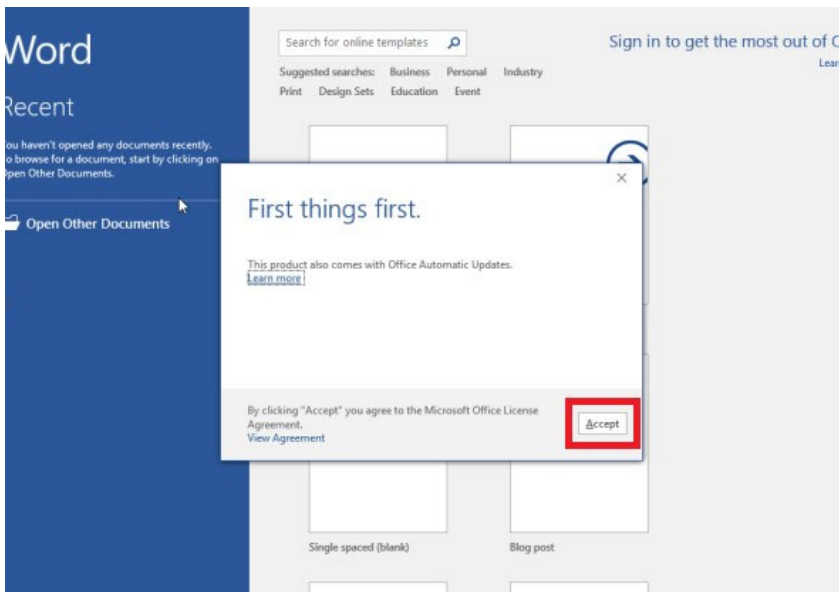 Word
Recent
You haven't opened any documents recently.
To browse for a document, start by clicking on
Open Other Documents.
Open Other Documents
Search for online templates
Suggested searches: Business Personal Industry
Print Design Sets Education Event
Sign in to get the most out of
First things first.
This product also comes with Office Automatic Updates.
Learn more
By clicking "Accept" you agree to the Microsoft Office License
Agreement.
View Agreement
Accept
Single spaced (blank)
Blog post